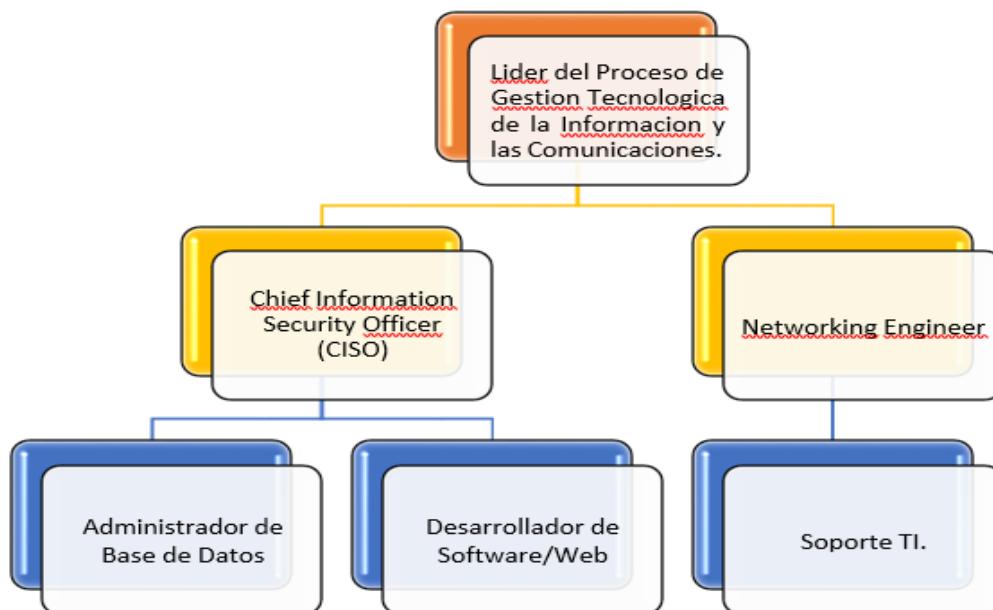 Lider del Proceso de
Gestion Tecnologica
de la Informacion y
las Comunicaciones.
Chief Information
Security Officer
(CISO)
Networking Engineer
Administrador de
Base de Datos
Desarrollador de
Software/Web
Soporte TI.